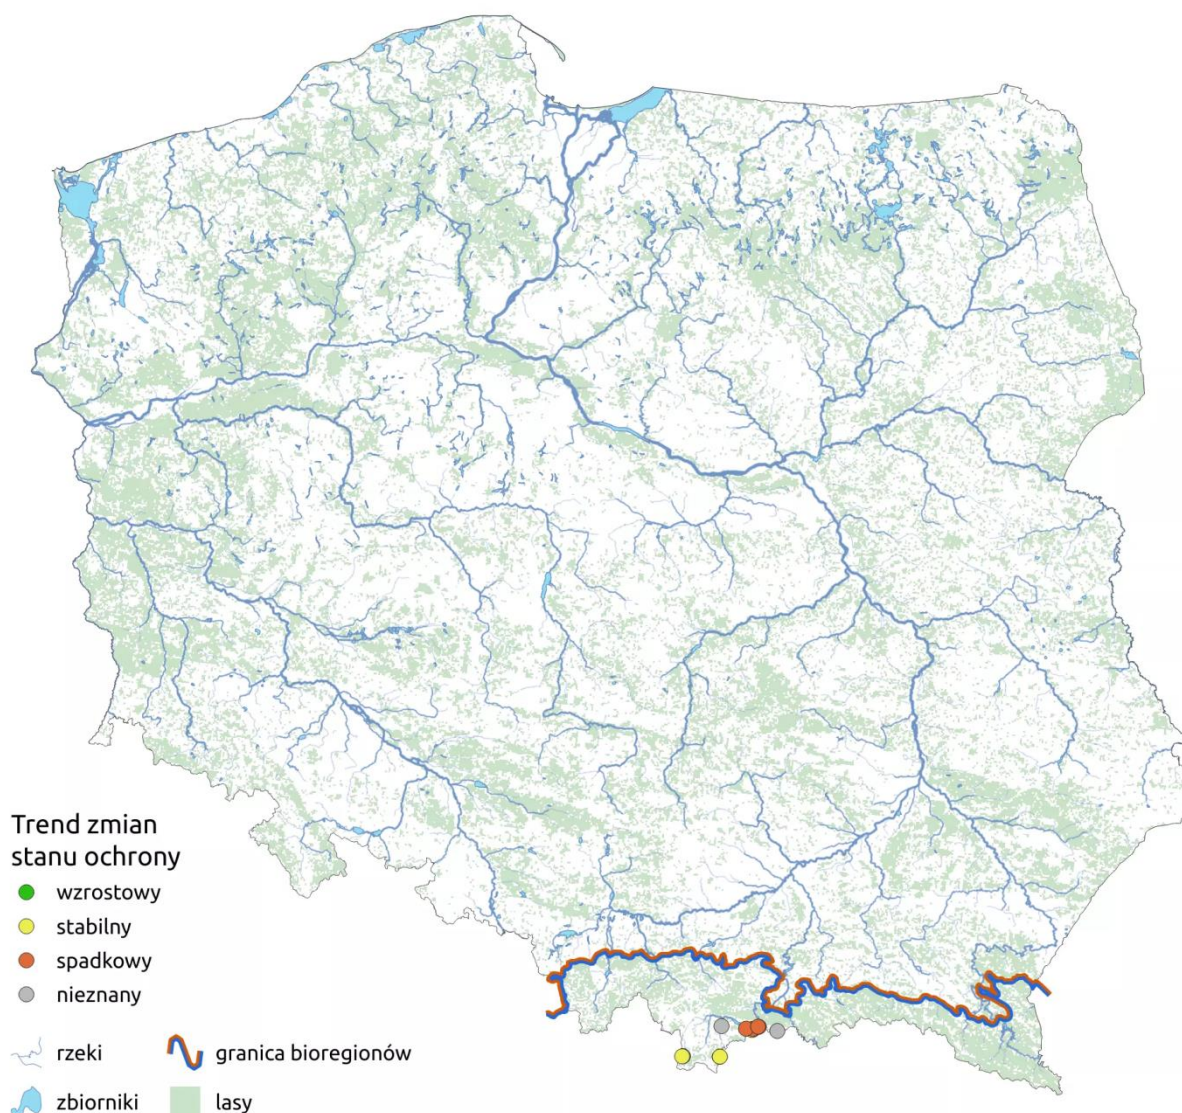 Trend zmian
stanu ochrony
wzrostowy
stabilny
spadkowy
nieznany
rzeki
granica bioregionów
zbiorniki
lasy